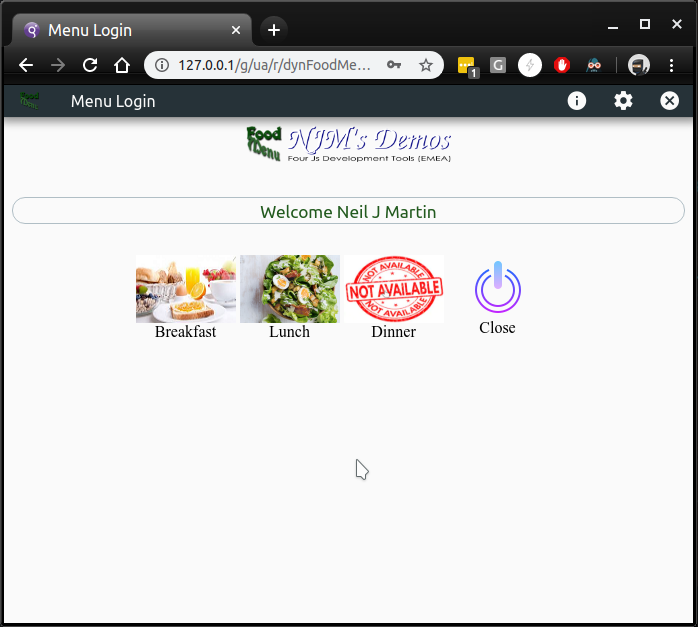 Menu Login
127.0.0.1/g/ua/r/dynFoodMe...
1
G
Menu Login
Food Menu
NJM's Demos
Four Js Development Tools (EMEA)
Welcome Neil J Martin
NOT AVAILABLE
NOT AVAILABLE
NOT AVAILABLE
Breakfast
Lunch
Dinner
Close